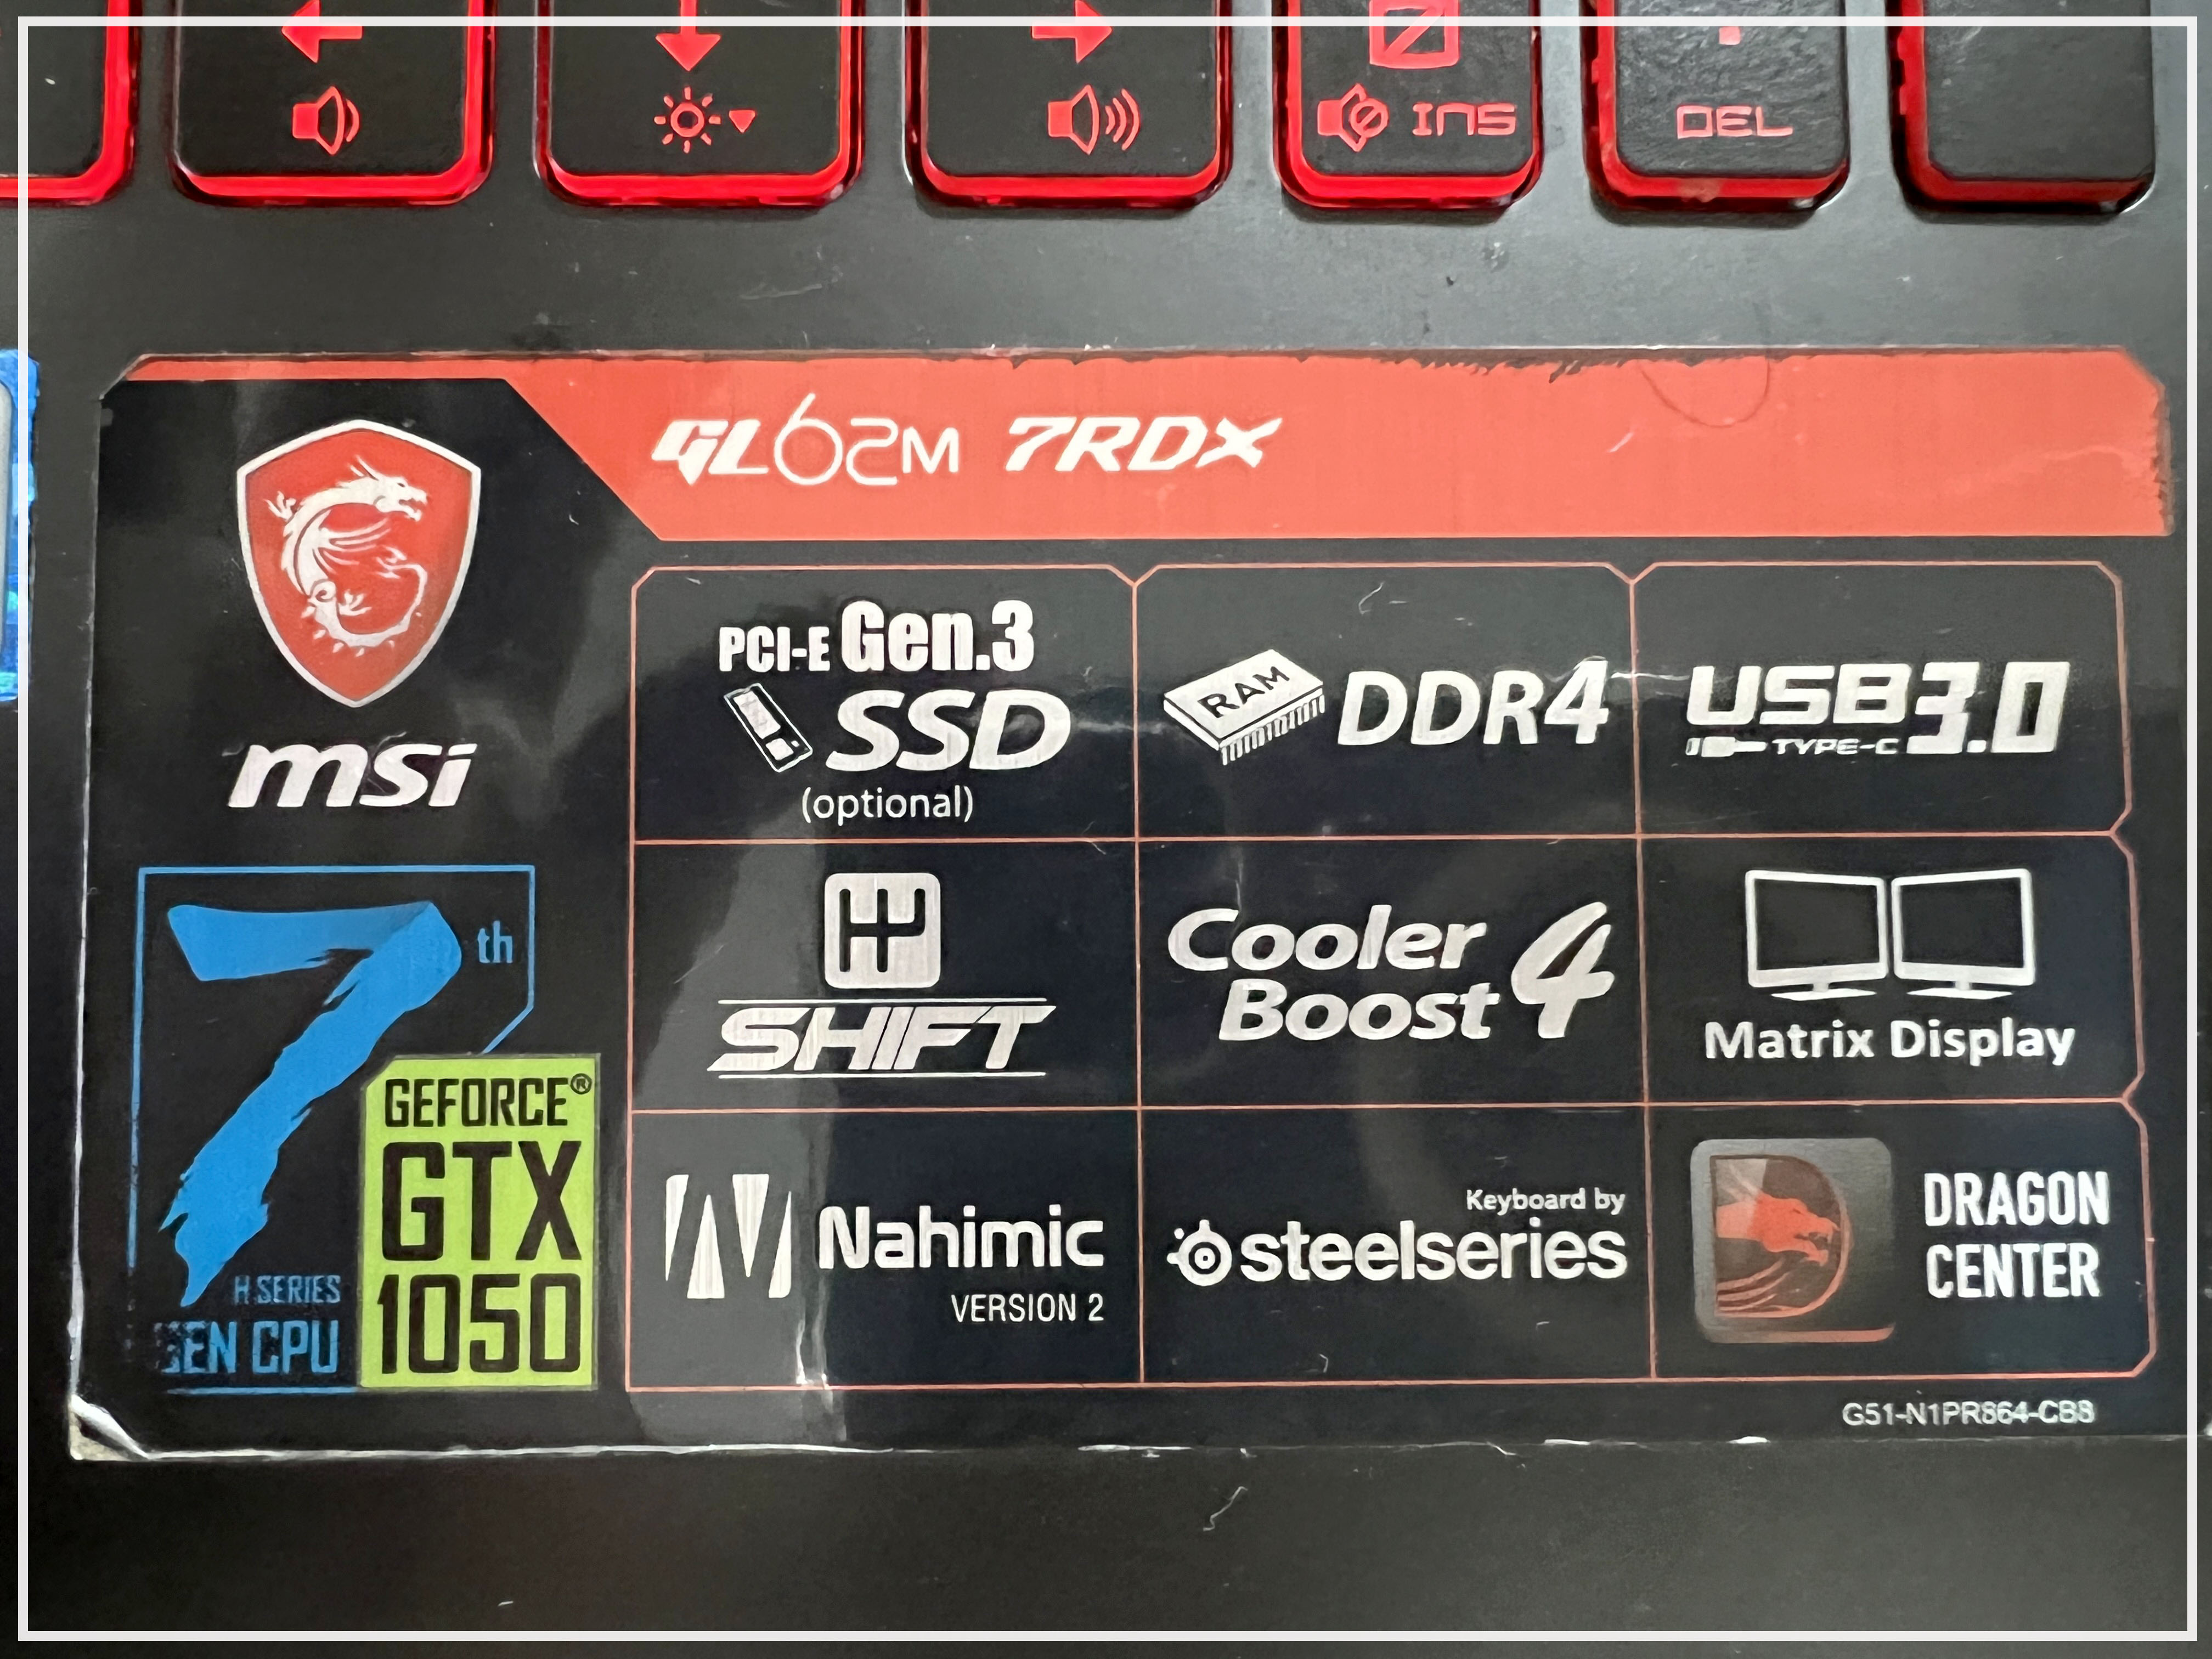 INS
DEL
GL62M 7RDX
msi
7th
H SERIES
GEN CPU
GEFORCE®
GTX
1050
PCI-E Gen.3
SSD
(optional)
RAM DDR4
USB 3.0
TYPE-C
SHIFT
Cooler
Boost 4
Matrix Display
Nahimic
VERSION 2
Keyboard by
steelseries
DRAGON
CENTER
G51-N1PR864-CB8